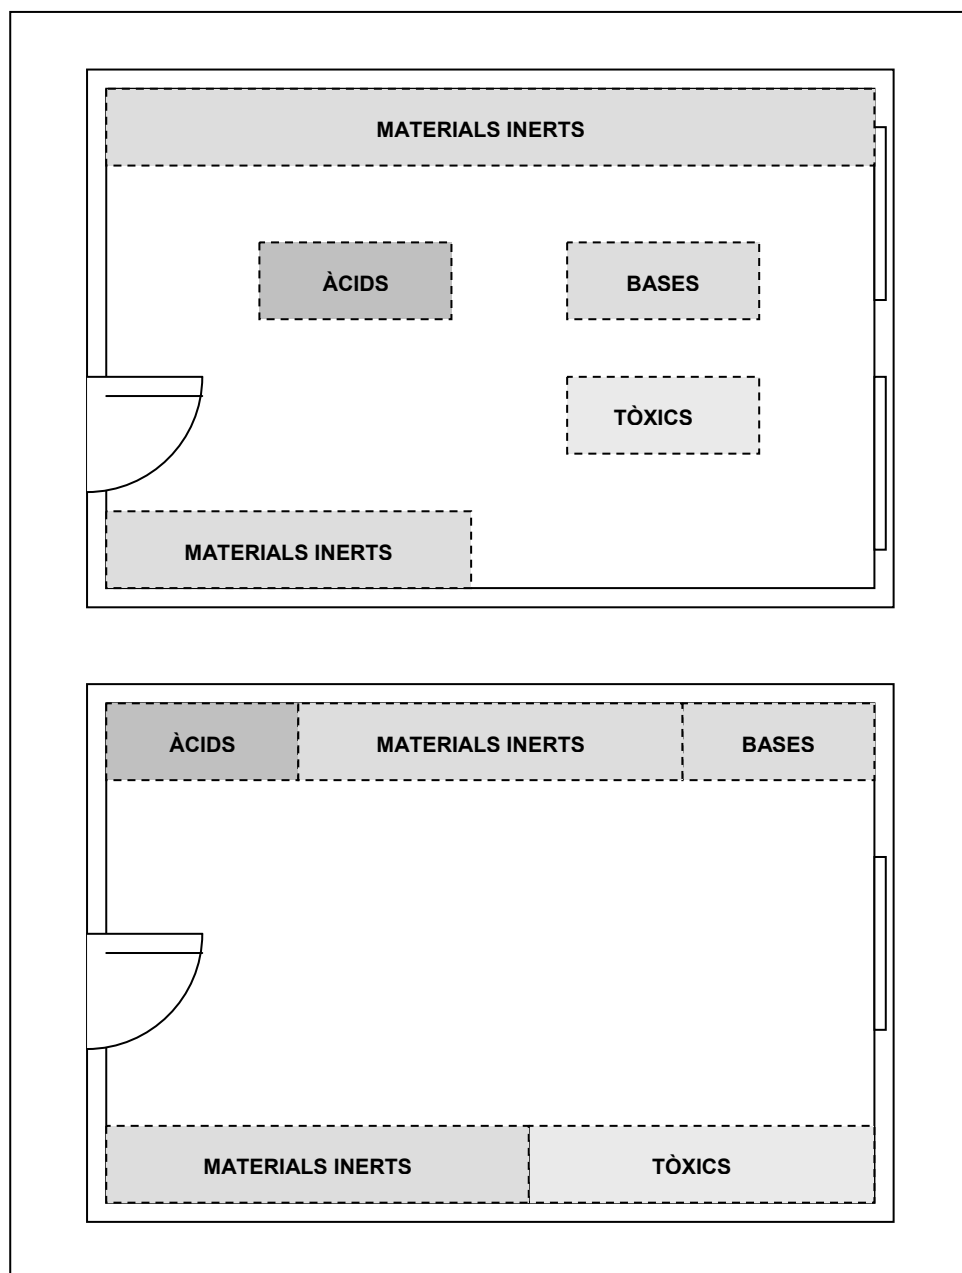 MATERIALS INERTS
ÀCIDS
BASES
TÒXICS
MATERIALS INERTS
ÀCIDS
MATERIALS INERTS
BASES
MATERIALS INERTS
TÒXICS